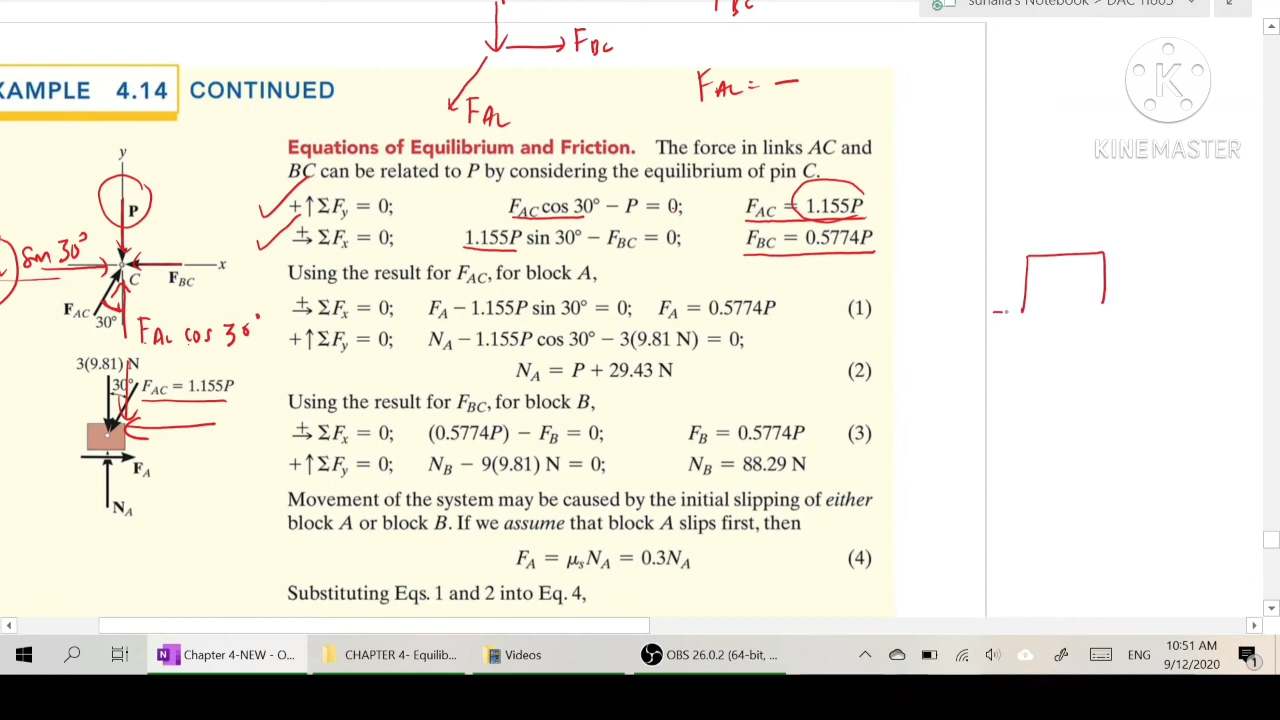 suhaila's Notebook > DAC 11803
F_BC
F_BC
F_AC
F_AC = -
K
KINEMASTER
XAMPLE 4.14 CONTINUED
Equations of Equilibrium and Friction. The force in links AC and
BC can be related to P by considering the equilibrium of pin C.
+↑ΣF_y = 0; F_AC cos 30° − P = 0; F_AC = 1.155P
→+ ΣF_x = 0; 1.155P sin 30° − F_BC = 0; F_BC = 0.5774P
Using the result for F_AC, for block A,
→+ ΣF_x = 0; F_A − 1.155P sin 30° = 0; F_A = 0.5774P (1)
+↑ΣF_y = 0; N_A − 1.155P cos 30° − 3(9.81 N) = 0;
N_A = P + 29.43 N (2)
Using the result for F_BC, for block B,
→+ ΣF_x = 0; (0.5774P) − F_B = 0; F_B = 0.5774P (3)
+↑ΣF_y = 0; N_B − 9(9.81) N = 0; N_B = 88.29 N
Movement of the system may be caused by the initial slipping of either
block A or block B. If we assume that block A slips first, then
F_A = μ_s N_A = 0.3N_A (4)
Substituting Eqs. 1 and 2 into Eq. 4,
y
P
sin 30°
x
C
F_BC
F_AC
30°
F_AC cos 30°
3(9.81) N
30°
F_AC = 1.155P
F_A
N_A
Chapter 4-NEW - O...
CHAPTER 4- Equilib...
Videos
OBS 26.0.2 (64-bit, ...
ENG
10:51 AM
9/12/2020
1